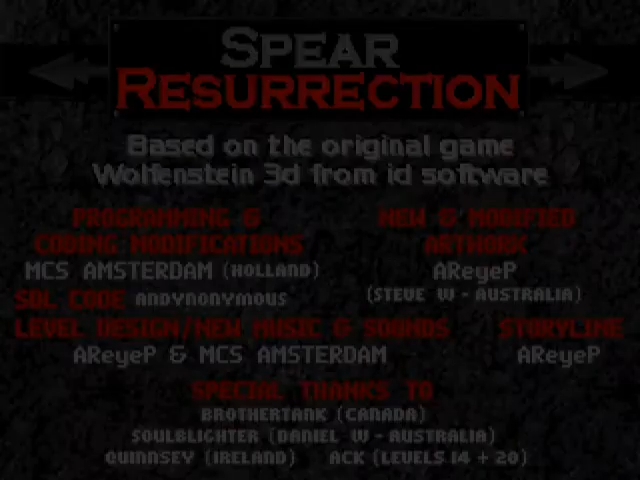 SPEAR
RESURRECTION
Based on the original game
Wolfenstein 3d from id software
PROGRAMMING &
CODING MODIFICATIONS
MCS AMSTERDAM (HOLLAND)
NEW & MODIFIED
ARTWORK
AReyeP
(STEVE W - AUSTRALIA)
SDL CODE ANDYNONYMOUS
LEVEL DESIGN/NEW MUSIC & SOUNDS
AReyeP & MCS AMSTERDAM
STORYLINE
AReyeP
SPECIAL THANKS TO
BROTHERTANK (CANADA)
SOULBLIGHTER (DANIEL W - AUSTRALIA)
QUINNSEY (IRELAND) ACK (LEVELS 14 + 20)